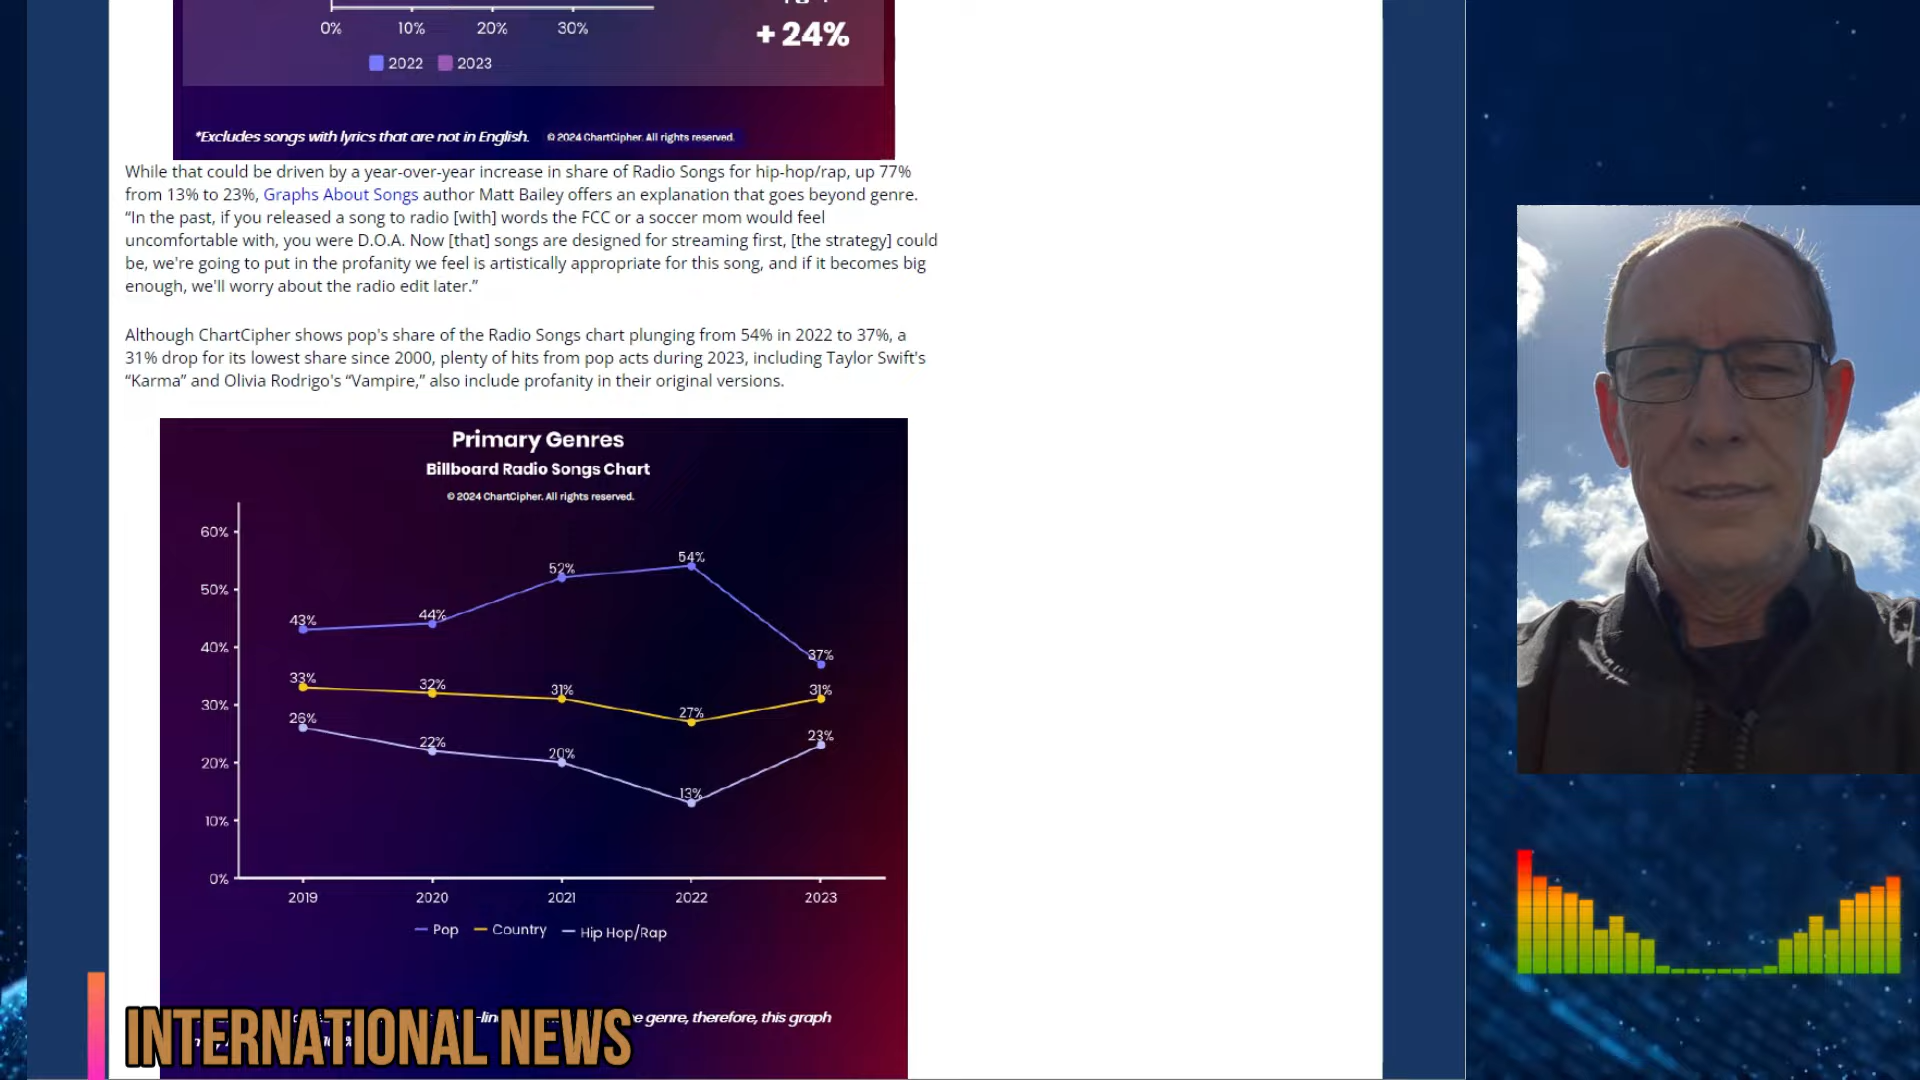 0% 10% 20% 30%
+ 24%
2022 2023
*Excludes songs with lyrics that are not in English. © 2024 ChartCipher. All rights reserved.
While that could be driven by a year-over-year increase in share of Radio Songs for hip-hop/rap, up 77%
from 13% to 23%, Graphs About Songs author Matt Bailey offers an explanation that goes beyond genre.
“In the past, if you released a song to radio [with] words the FCC or a soccer mom would feel
uncomfortable with, you were D.O.A. Now [that] songs are designed for streaming first, [the strategy] could
be, we're going to put in the profanity we feel is artistically appropriate for this song, and if it becomes big
enough, we'll worry about the radio edit later.”
Although ChartCipher shows pop's share of the Radio Songs chart plunging from 54% in 2022 to 37%, a
31% drop for its lowest share since 2000, plenty of hits from pop acts during 2023, including Taylor Swift's
“Karma” and Olivia Rodrigo's “Vampire,” also include profanity in their original versions.
Primary Genres
Billboard Radio Songs Chart
© 2024 ChartCipher. All rights reserved.
60%
54%
52%
50%
44%
43%
40%
37%
33%
32%
31%
31%
30%
27%
26%
22%
23%
20%
20%
13%
10%
0%
2019 2020 2021 2022 2023
Pop Country Hip Hop/Rap
genre, therefore, this graph
INTERNATIONAL NEWS